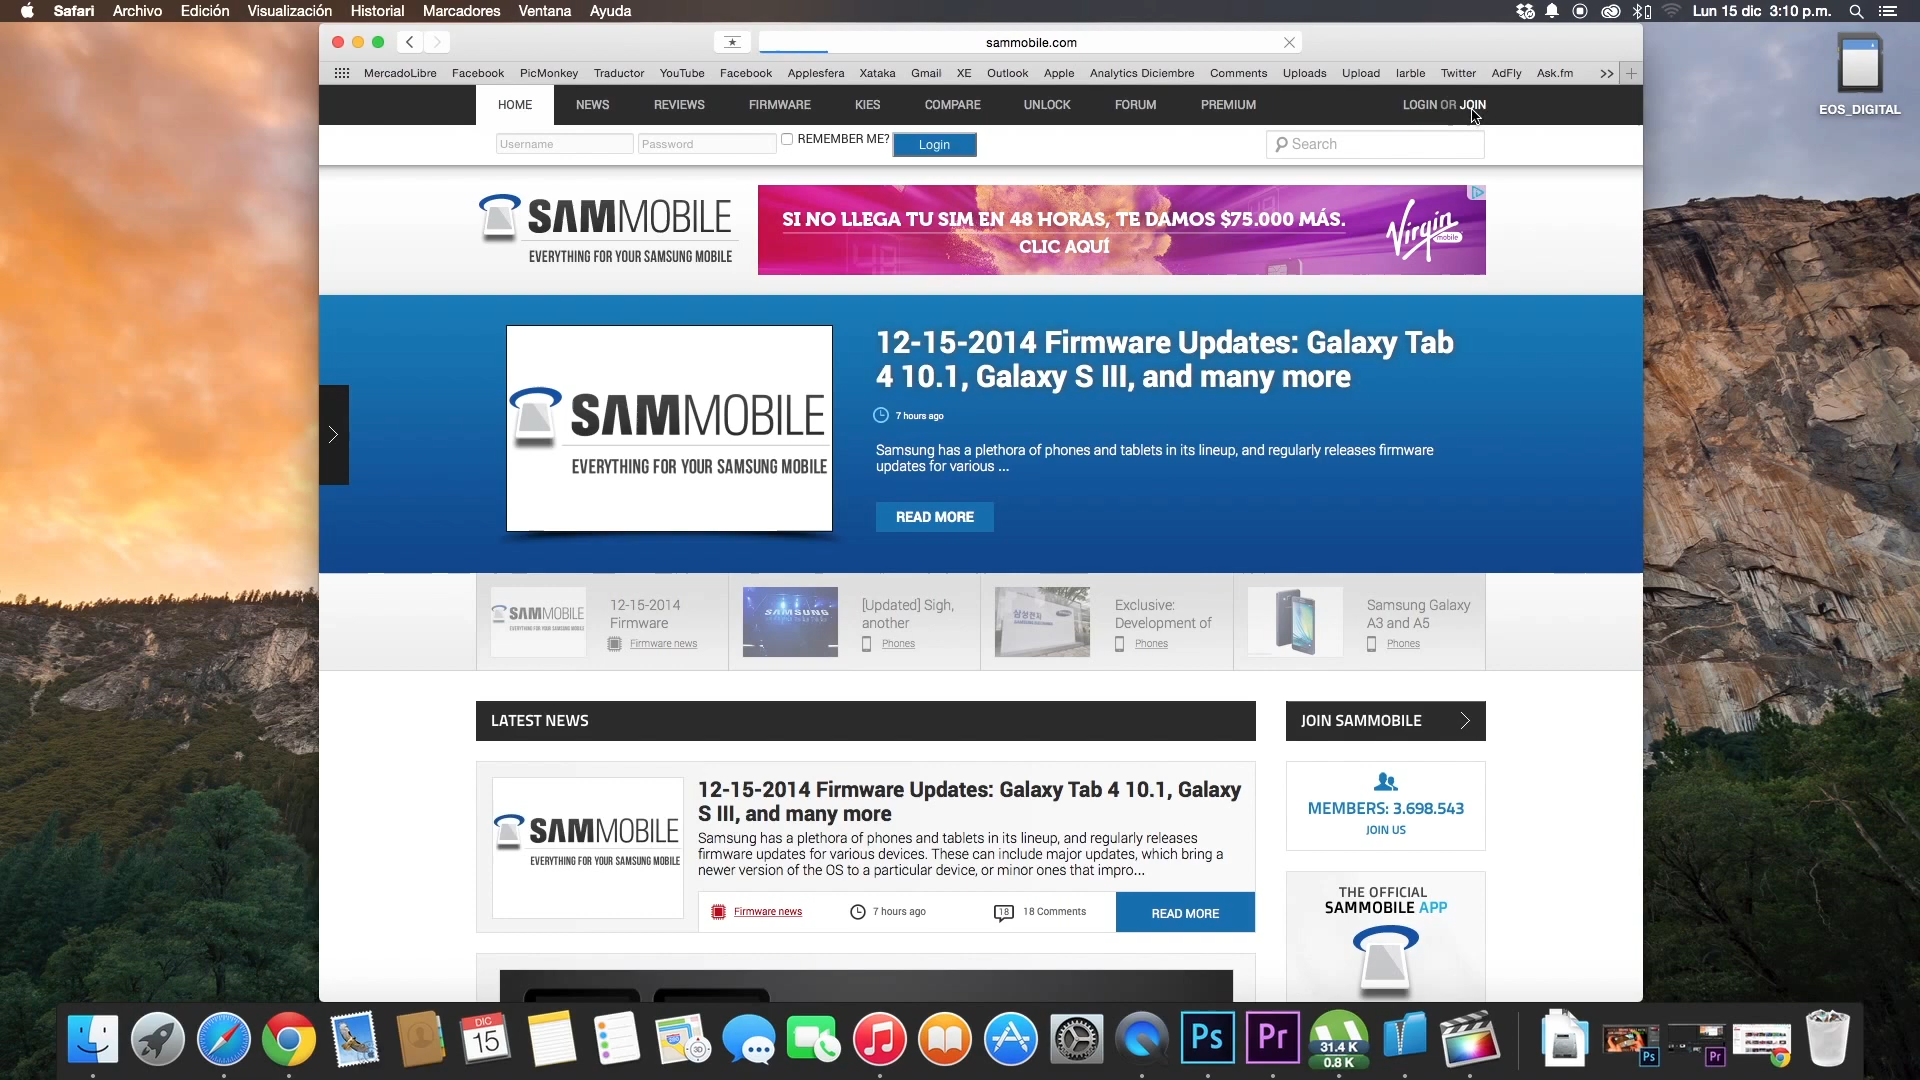 Safari Archivo Edición Visualización Historial Marcadores Ventana Ayuda
Lun 15 dic 3:10 p.m.
sammobile.com
MercadoLibre Facebook PicMonkey Traductor YouTube Facebook Applesfera Xataka Gmail XE Outlook Apple Analytics Diciembre Comments Uploads Upload Iarble Twitter AdFly Ask.fm
EOS_DIGITAL
HOME NEWS REVIEWS FIRMWARE KIES COMPARE UNLOCK FORUM PREMIUM LOGIN OR JOIN
Username Password REMEMBER ME? Login Search
SAMMOBILE
EVERYTHING FOR YOUR SAMSUNG MOBILE
SI NO LLEGA TU SIM EN 48 HORAS, TE DAMOS $75.000 MÁS.
CLIC AQUÍ
Virgin
mobile
SAMMOBILE
EVERYTHING FOR YOUR SAMSUNG MOBILE
12-15-2014 Firmware Updates: Galaxy Tab
4 10.1, Galaxy S III, and many more
7 hours ago
Samsung has a plethora of phones and tablets in its lineup, and regularly releases firmware
updates for various ...
READ MORE
SAMMOBILE
EVERYTHING FOR YOUR SAMSUNG MOBILE
12-15-2014
Firmware
Firmware news
SAMSUNG
[Updated] Sigh,
another
Phones
삼성전자
SAMSUNG
Exclusive:
Development of
Phones
Samsung Galaxy
A3 and A5
Phones
LATEST NEWS
JOIN SAMMOBILE
SAMMOBILE
EVERYTHING FOR YOUR SAMSUNG MOBILE
12-15-2014 Firmware Updates: Galaxy Tab 4 10.1, Galaxy
S III, and many more
Samsung has a plethora of phones and tablets in its lineup, and regularly releases
firmware updates for various devices. These can include major updates, which bring a
newer version of the OS to a particular device, or minor ones that impro...
Firmware news 7 hours ago 18 18 Comments READ MORE
MEMBERS: 3.698.543
JOIN US
THE OFFICIAL
SAMMOBILE APP
DIC
15
3D
Ps
Pr
31.4 K
0.8 K
Ps
Pr